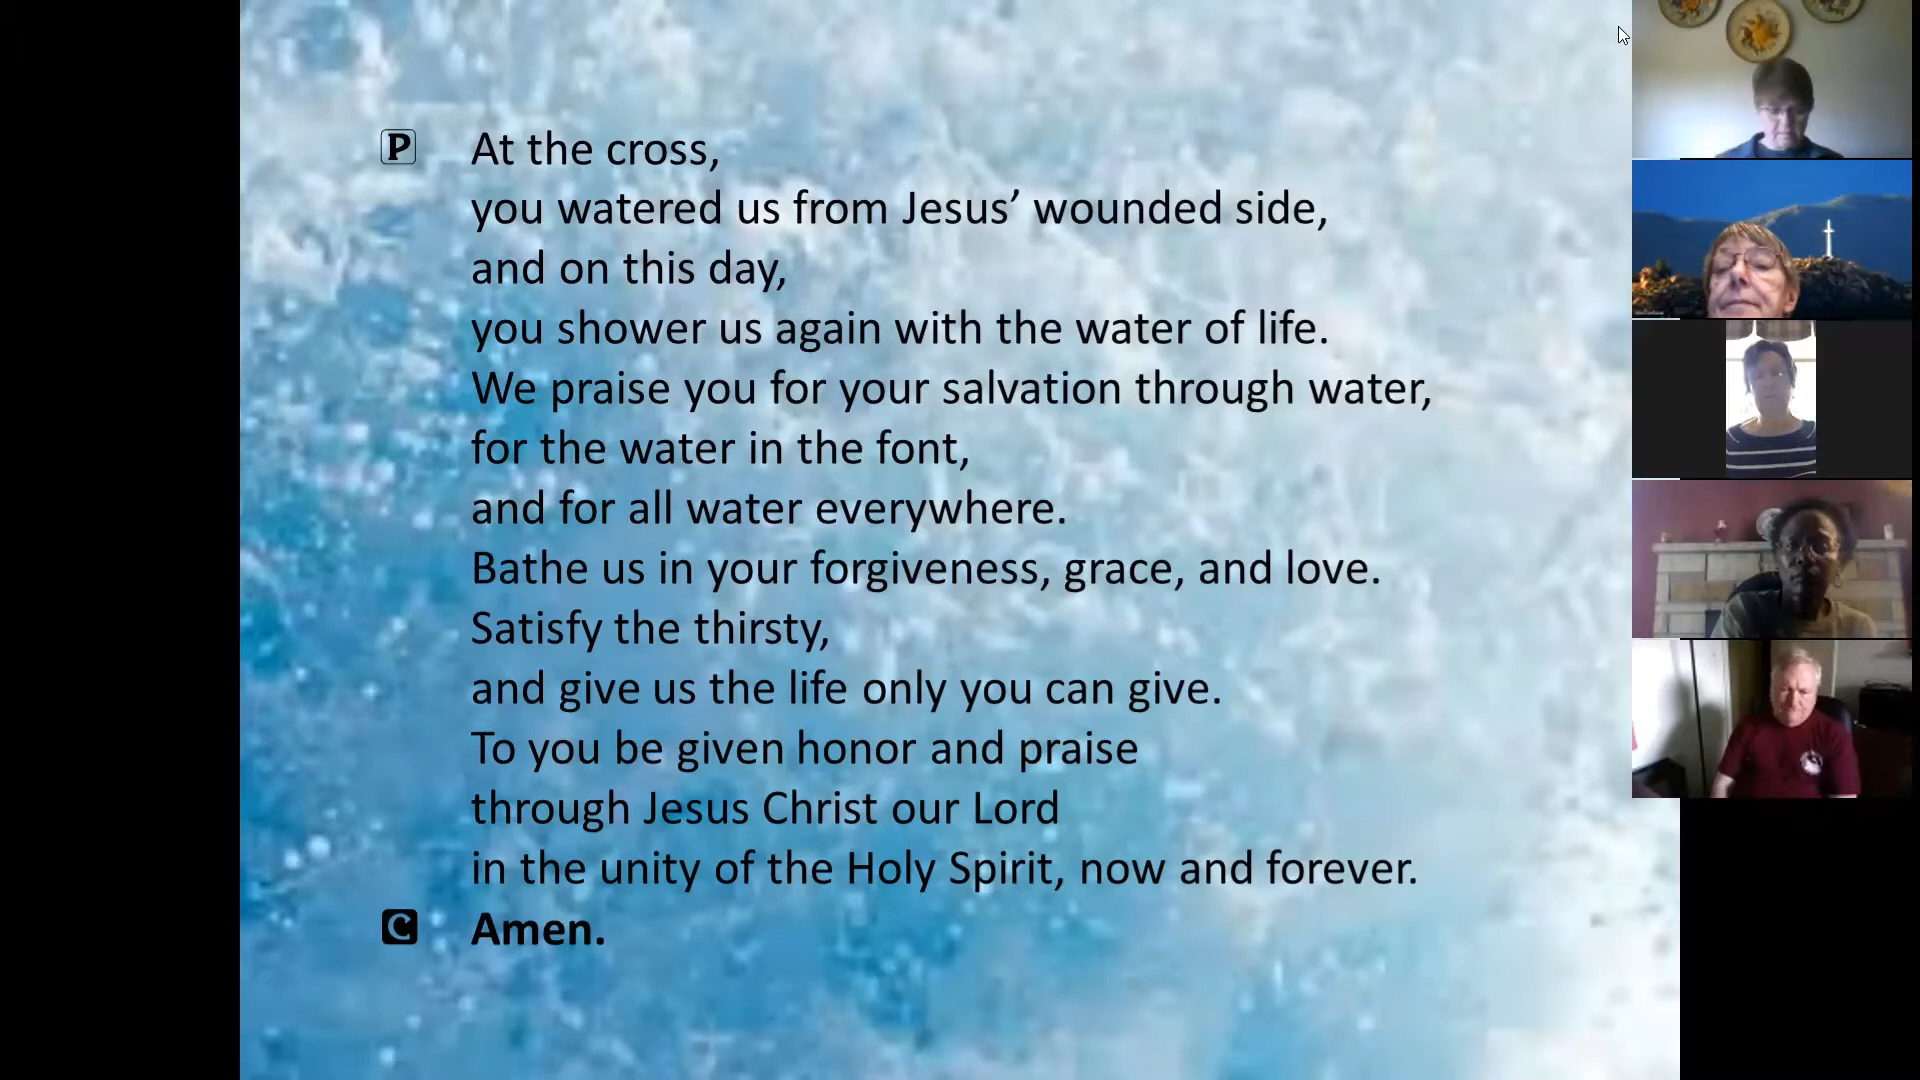 P At the cross,
you watered us from Jesus’ wounded side,
and on this day,
you shower us again with the water of life.
We praise you for your salvation through water,
for the water in the font,
and for all water everywhere.
Bathe us in your forgiveness, grace, and love.
Satisfy the thirsty,
and give us the life only you can give.
To you be given honor and praise
through Jesus Christ our Lord
in the unity of the Holy Spirit, now and forever.
C Amen.